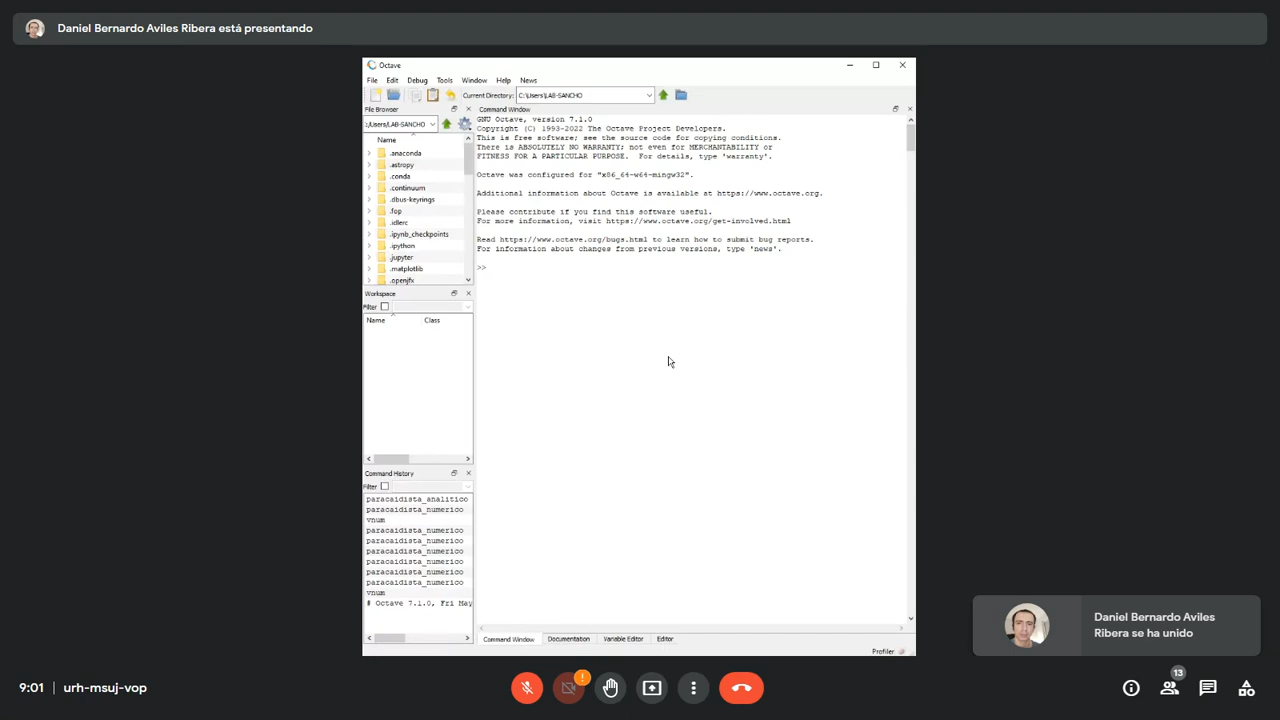 Daniel Bernardo Aviles Ribera está presentando
Octave
File Edit Debug Tools Window Help News
Current Directory: C:\Users\LAB-SANCHO
File Browser
Command Window
:/Users/LAB-SANCHO
Name
.anaconda
.astropy
.conda
.continuum
.dbus-keyrings
.fop
.idlerc
.ipynb_checkpoints
.ipython
.jupyter
.matplotlib
.openjfx
GNU Octave, version 7.1.0
Copyright (C) 1993-2022 The Octave Project Developers.
This is free software; see the source code for copying conditions.
There is ABSOLUTELY NO WARRANTY; not even for MERCHANTABILITY or
FITNESS FOR A PARTICULAR PURPOSE.  For details, type 'warranty'.
Octave was configured for "x86_64-w64-mingw32".
Additional information about Octave is available at https://www.octave.org.
Please contribute if you find this software useful.
For more information, visit https://www.octave.org/get-involved.html
Read https://www.octave.org/bugs.html to learn how to submit bug reports.
For information about changes from previous versions, type 'news'.
>>
Workspace
Filter
Name Class
Command History
Filter
paracaidista_analitico
paracaidista_numerico
vnum
paracaidista_numerico
paracaidista_numerico
paracaidista_numerico
paracaidista_numerico
paracaidista_numerico
paracaidista_numerico
vnum
# Octave 7.1.0, Fri May
Command Window Documentation Variable Editor Editor
Profiler
Daniel Bernardo Aviles
Ribera se ha unido
9:01 urh-msuj-vop
13